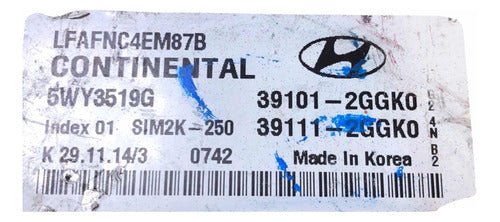 LFAFNC4EM87B
CONTINENTAL
5WY3519G 39101-2GGK0
Index 01 SIM2K-250 39111-2GGK0
K 29.11.14/3 0742 Made In Korea